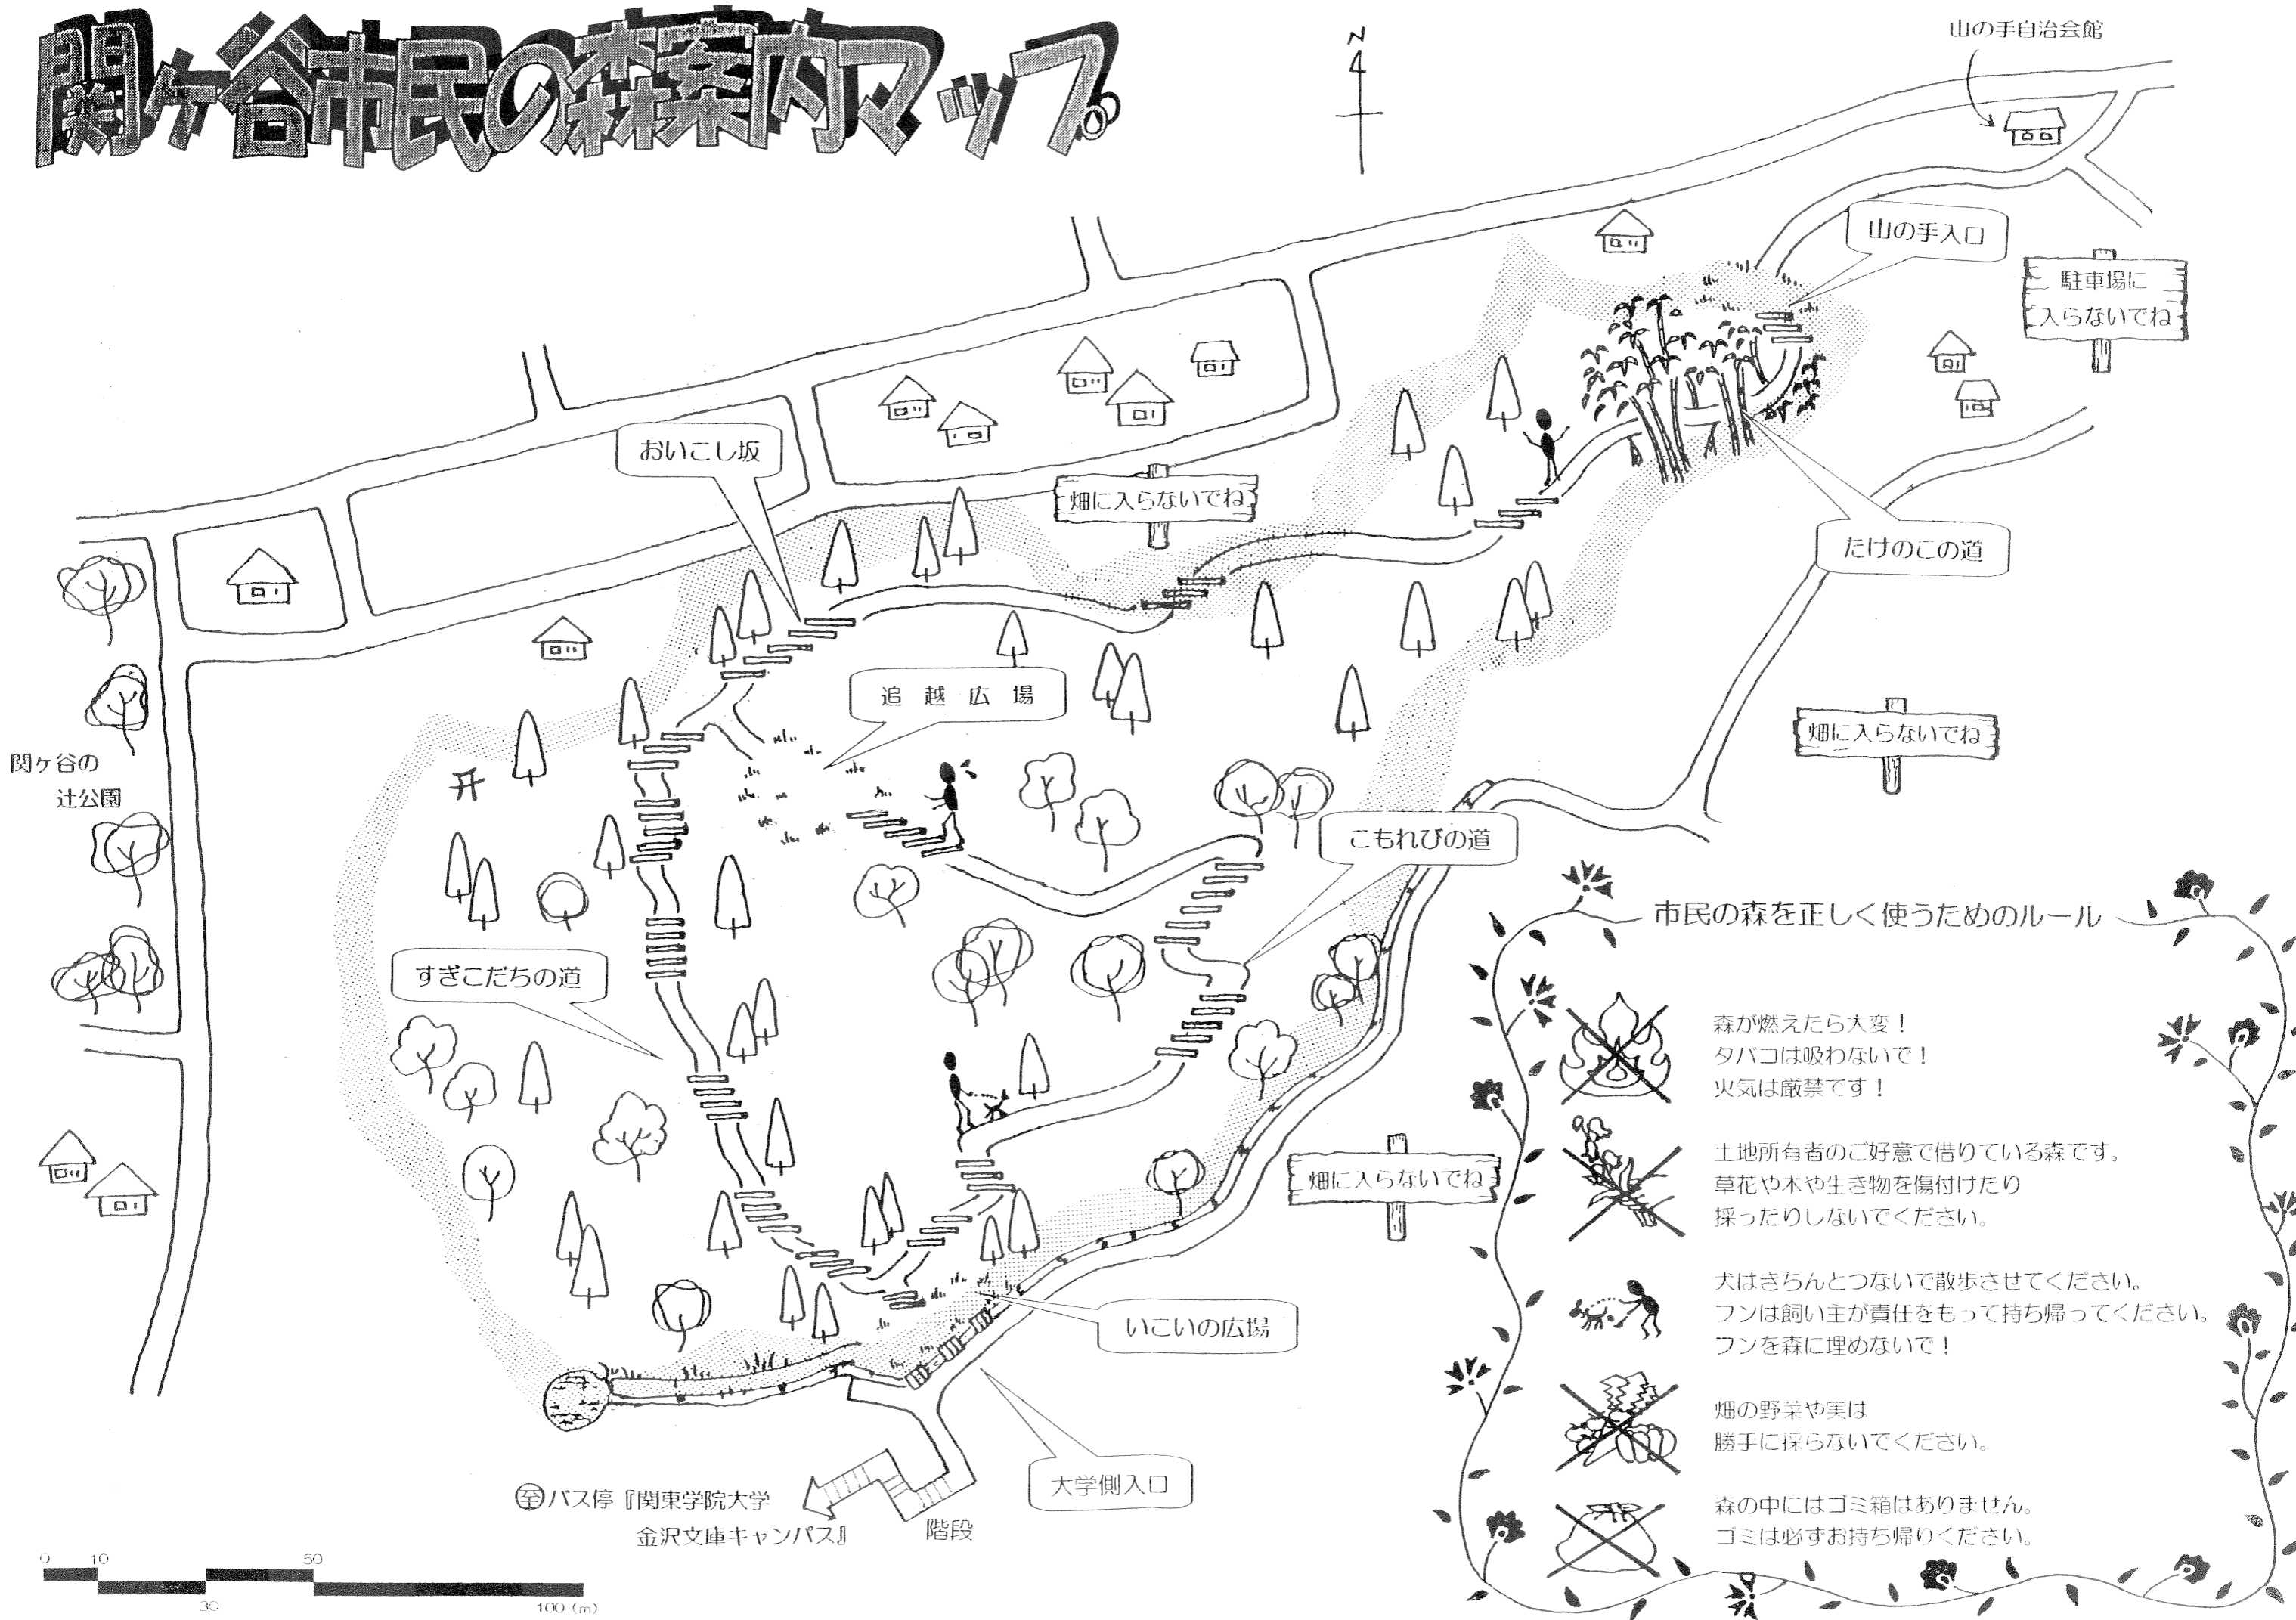 関ヶ谷市民の森案内マップ
N
山の手自治会館
山の手入口
駐車場に
入らないでね
おいこし坂
畑に入らないでね
たけのこの道
追越広場
畑に入らないでね
関ヶ谷の
辻公園
こもれびの道
すぎこだちの道
畑に入らないでね
いこいの広場
大学側入口
至バス停『関東学院大学
金沢文庫キャンパス』
階段
0 10 50
30 100(m)
市民の森を正しく使うためのルール
森が燃えたら大変！
タバコは吸わないで！
火気は厳禁です！
土地所有者のご好意で借りている森です。
草花や木や生き物を傷付けたり
採ったりしないでください。
犬はきちんとつないで散歩させてください。
フンは飼い主が責任をもって持ち帰ってください。
フンを森に埋めないで！
畑の野菜や実は
勝手に採らないでください。
森の中にはゴミ箱はありません。
ゴミは必ずお持ち帰りください。